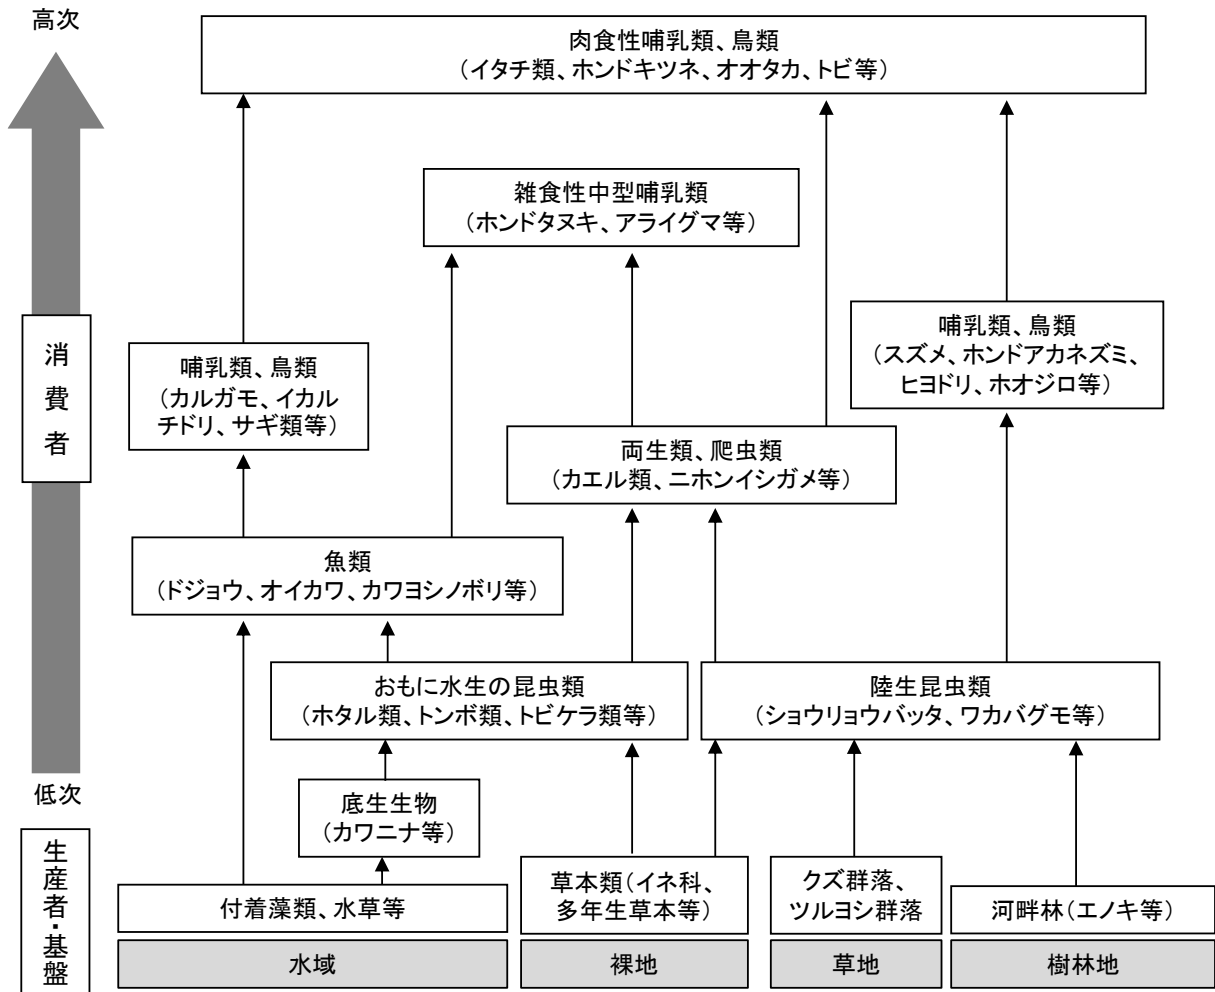 高次
肉食性哺乳類、鳥類
（イタチ類、ホンドキツネ、オオタカ、トビ等）
雑食性中型哺乳類
（ホンドタヌキ、アライグマ等）
消費者
哺乳類、鳥類
（カルガモ、イカル
チドリ、サギ類等）
哺乳類、鳥類
（スズメ、ホンドアカネズミ、
ヒヨドリ、ホオジロ等）
両生類、爬虫類
（カエル類、ニホンイシガメ等）
魚類
（ドジョウ、オイカワ、カワヨシノボリ等）
おもに水生の昆虫類
（ホタル類、トンボ類、トビケラ類等）
陸生昆虫類
（ショウリョウバッタ、ワカバグモ等）
低次
底生生物
（カワニナ等）
生産者・基盤
付着藻類、水草等
草本類（イネ科、
多年生草本等）
クズ群落、
ツルヨシ群落
河畔林（エノキ等）
水域
裸地
草地
樹林地